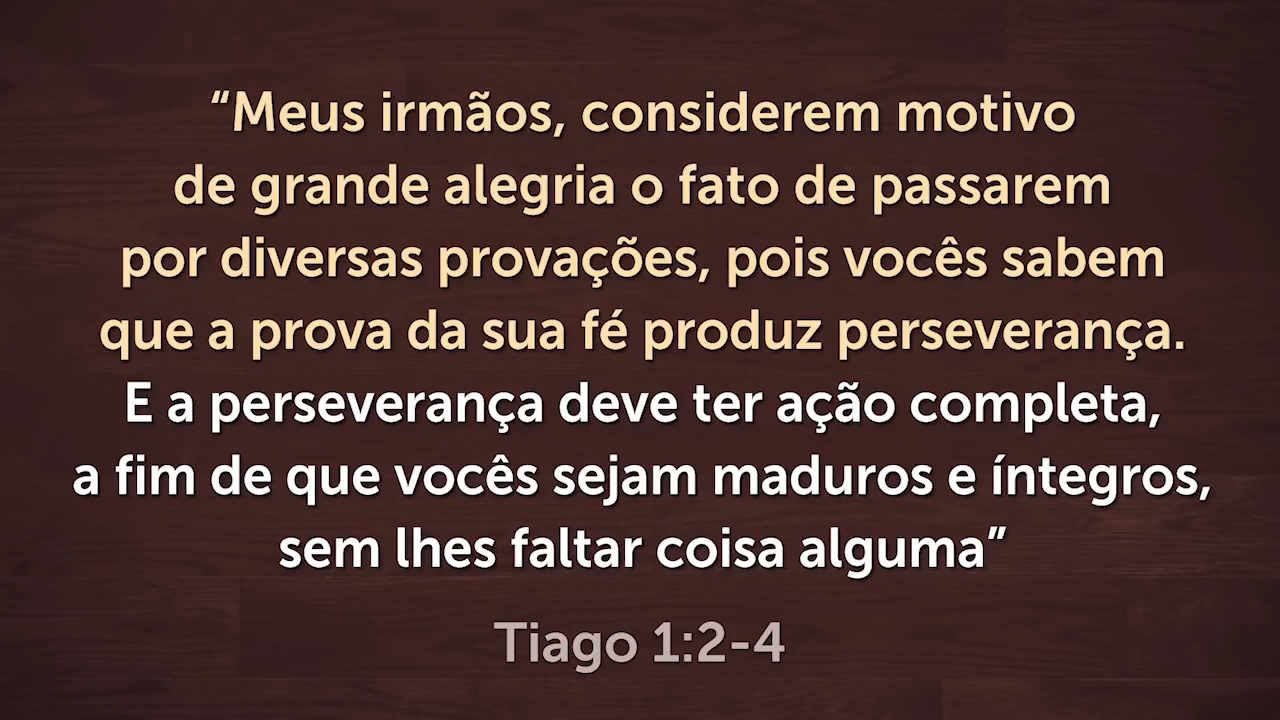 “Meus irmãos, considerem motivo
de grande alegria o fato de passarem
por diversas provações, pois vocês sabem
que a prova da sua fé produz perseverança.
E a perseverança deve ter ação completa,
a fim de que vocês sejam maduros e íntegros,
sem lhes faltar coisa alguma”
Tiago 1:2-4